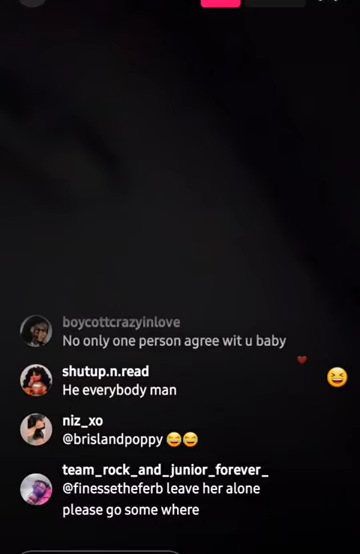 boycottcrazyinlove
No only one person agree wit u baby
shutup.n.read
He everybody man
niz_xo
@brislandpoppy 😂😂
team_rock_and_junior_forever_
@finessetheferb leave her alone
please go some where